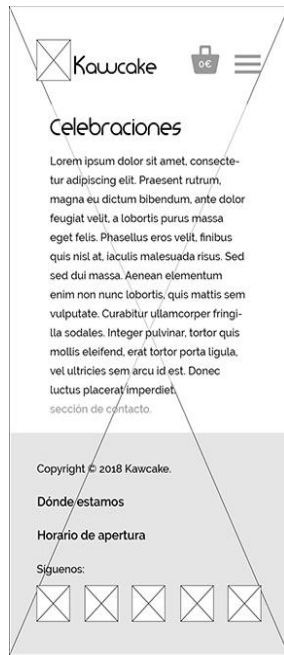 Kawcake
0€
Celebraciones
Lorem ipsum dolor sit amet, consecte-
tur adipiscing elit. Praesent rutrum,
magna eu dictum bibendum, ante dolor
feugiat velit, a lobortis purus massa
eget felis. Phasellus eros velit, finibus
quis nisl at, iaculis malesuada risus. Sed
sed dui massa. Aenean elementum
enim non nunc lobortis, quis mattis sem
vulputate. Curabitur ullamcorper fringi-
lla sodales. Integer pulvinar, tortor quis
mollis eleifend, erat tortor porta ligula,
vel ultricies sem arcu id est. Donec
luctus placerat imperdiet.
sección de contacto.
Copyright © 2018 Kawcake.
Dónde estamos
Horario de apertura
Síguenos: